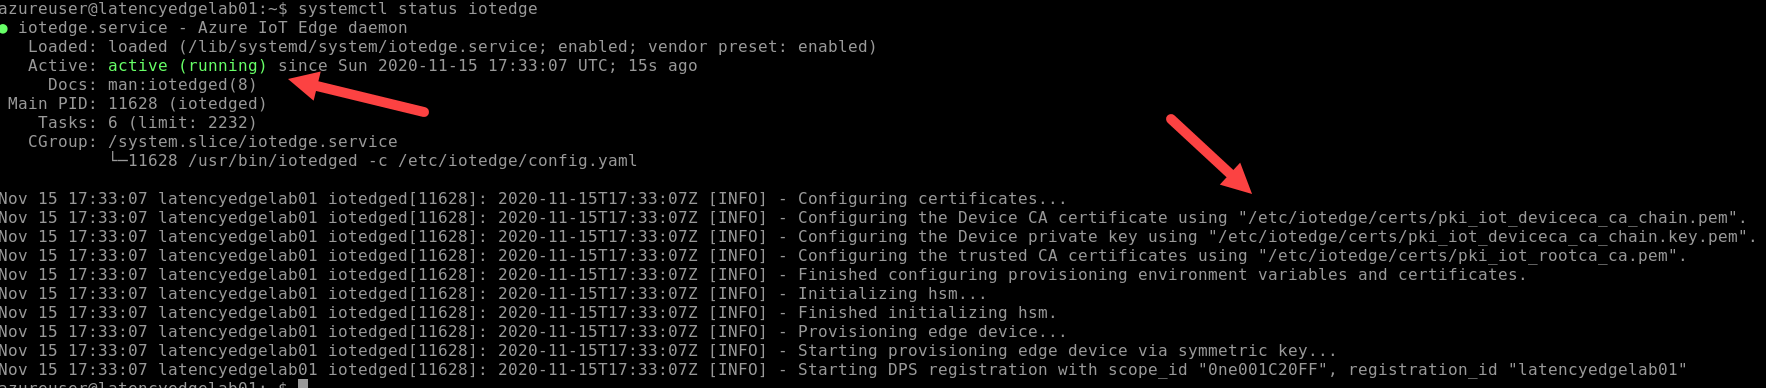 azureuser@latencyedgelab01:~$ systemctl status iotedge
● iotedge.service - Azure IoT Edge daemon
   Loaded: loaded (/lib/systemd/system/iotedge.service; enabled; vendor preset: enabled)
   Active: active (running) since Sun 2020-11-15 17:33:07 UTC; 15s ago
     Docs: man:iotedged(8)
 Main PID: 11628 (iotedged)
    Tasks: 6 (limit: 2232)
   CGroup: /system.slice/iotedge.service
           └─11628 /usr/bin/iotedged -c /etc/iotedge/config.yaml

Nov 15 17:33:07 latencyedgelab01 iotedged[11628]: 2020-11-15T17:33:07Z [INFO] - Configuring certificates...
Nov 15 17:33:07 latencyedgelab01 iotedged[11628]: 2020-11-15T17:33:07Z [INFO] - Configuring the Device CA certificate using "/etc/iotedge/certs/pki_iot_deviceca_ca_chain.pem".
Nov 15 17:33:07 latencyedgelab01 iotedged[11628]: 2020-11-15T17:33:07Z [INFO] - Configuring the Device private key using "/etc/iotedge/certs/pki_iot_deviceca_ca_chain.key.pem".
Nov 15 17:33:07 latencyedgelab01 iotedged[11628]: 2020-11-15T17:33:07Z [INFO] - Configuring the trusted CA certificates using "/etc/iotedge/certs/pki_iot_rootca_ca.pem".
Nov 15 17:33:07 latencyedgelab01 iotedged[11628]: 2020-11-15T17:33:07Z [INFO] - Finished configuring provisioning environment variables and certificates.
Nov 15 17:33:07 latencyedgelab01 iotedged[11628]: 2020-11-15T17:33:07Z [INFO] - Initializing hsm...
Nov 15 17:33:07 latencyedgelab01 iotedged[11628]: 2020-11-15T17:33:07Z [INFO] - Finished initializing hsm.
Nov 15 17:33:07 latencyedgelab01 iotedged[11628]: 2020-11-15T17:33:07Z [INFO] - Provisioning edge device...
Nov 15 17:33:07 latencyedgelab01 iotedged[11628]: 2020-11-15T17:33:07Z [INFO] - Starting provisioning edge device via symmetric key...
Nov 15 17:33:07 latencyedgelab01 iotedged[11628]: 2020-11-15T17:33:07Z [INFO] - Starting DPS registration with scope_id "0ne001C20FF", registration_id "latencyedgelab01"
azureuser@latencyedgelab01:~$